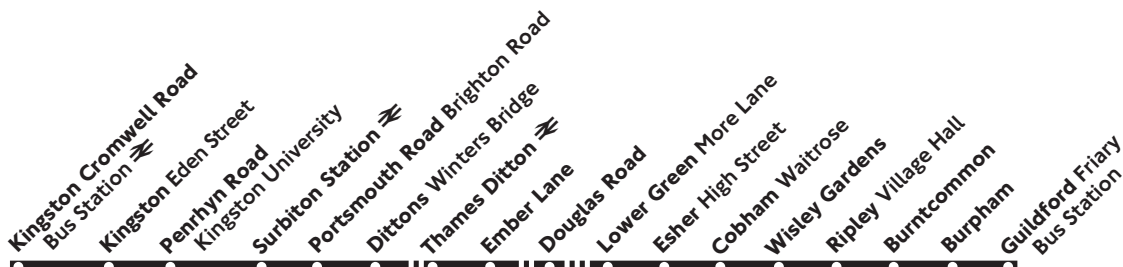 Kingston Cromwell Road
Bus Station
Kingston Eden Street
Penrhyn Road
Kingston University
Surbiton Station
Portsmouth Road Brighton Road
Dittons Winters Bridge
Thames Ditton
Ember Lane
Douglas Road
Lower Green More Lane
Esher High Street
Cobham Waitrose
Wisley Gardens
Ripley Village Hall
Burntcommon
Burpham
Guildford Friary
Bus Station